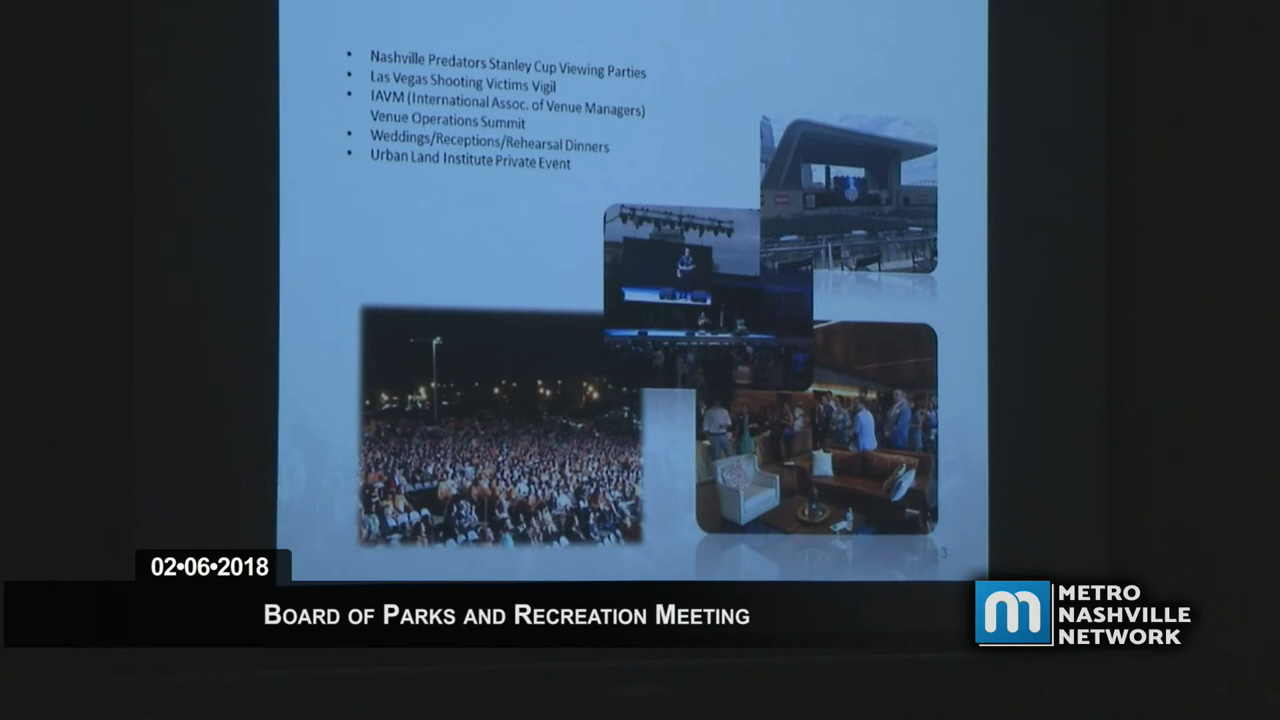 • Nashville Predators Stanley Cup Viewing Parties
• Las Vegas Shooting Victims Vigil
• IAVM (International Assoc. of Venue Managers)
Venue Operations Summit
• Weddings/Receptions/Rehearsal Dinners
• Urban Land Institute Private Event
3
02•06•2018
BOARD OF PARKS AND RECREATION MEETING
m
METRO
NASHVILLE
NETWORK